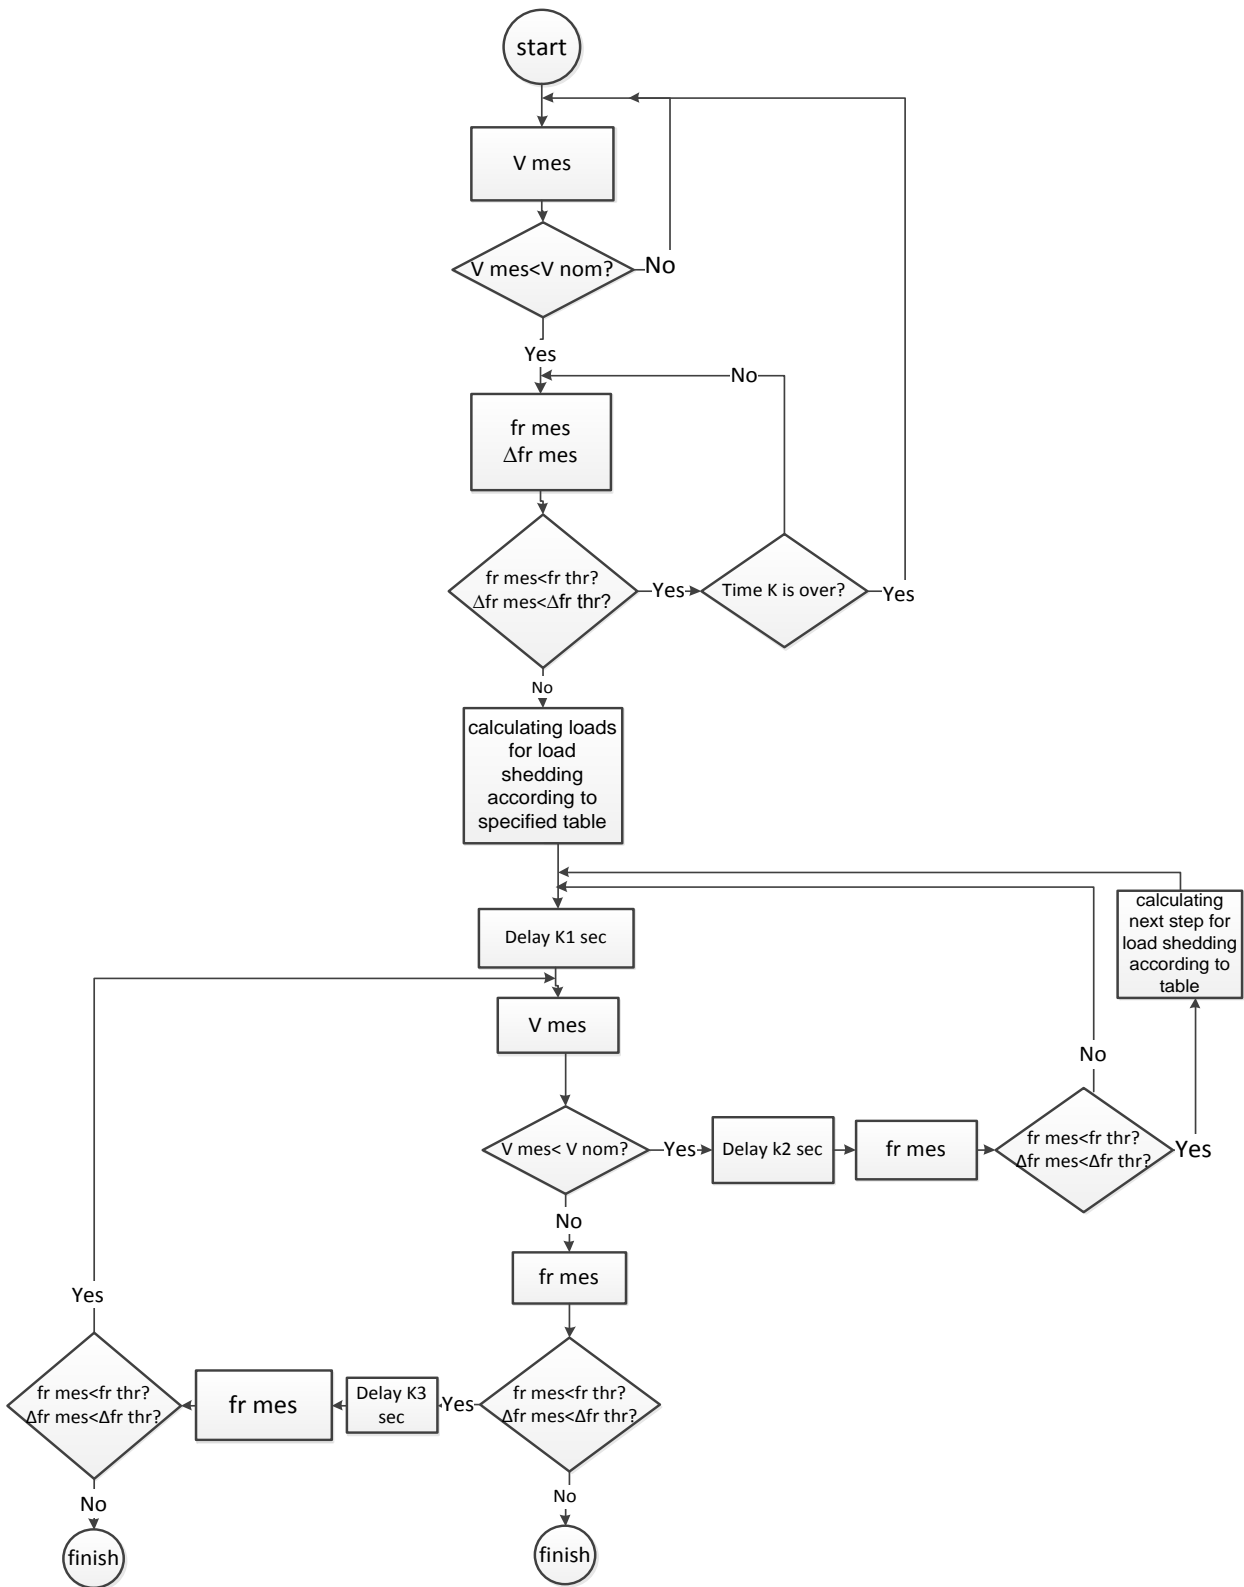 start
V mes
V mes<V nom?
No
Yes
No
fr mes
Δfr mes
fr mes<fr thr?
Δfr mes<Δfr thr?
Yes
Time K is over?
Yes
No
calculating loads
for load
shedding
according to
specified table
calculating
next step for
load shedding
according to
table
Delay K1 sec
V mes
No
V mes< V nom?
Yes
Delay k2 sec
fr mes
fr mes<fr thr?
Δfr mes<Δfr thr?
Yes
No
fr mes
Yes
fr mes<fr thr?
Δfr mes<Δfr thr?
fr mes
Delay K3
sec
Yes
fr mes<fr thr?
Δfr mes<Δfr thr?
No
No
finish
finish